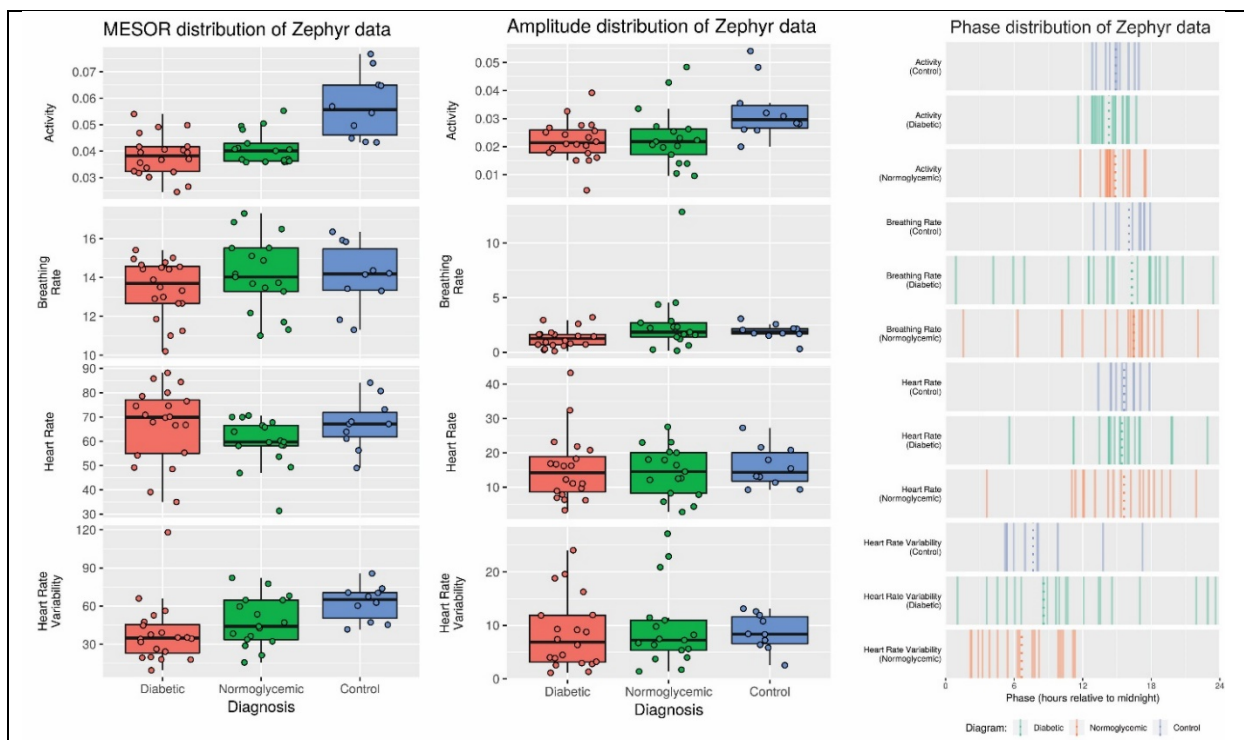 MESOR distribution of Zephyr data
Activity
0.07
0.06
0.05
0.04
0.03
Breathing
Rate
16
14
12
10
Heart Rate
90
80
70
60
50
40
30
Heart Rate
Variability
120
90
60
30
Diabetic Normoglycemic Control
Diagnosis
Amplitude distribution of Zephyr data
Activity
0.05
0.04
0.03
0.02
0.01
Breathing
Rate
10
5
0
Heart Rate
40
30
20
10
Heart Rate
Variability
20
10
0
Diabetic Normoglycemic Control
Diagnosis
Phase distribution of Zephyr data
Activity
(Control)
Activity
(Diabetic)
Activity
(Normoglycemic)
Breathing Rate
(Control)
Breathing Rate
(Diabetic)
Breathing Rate
(Normoglycemic)
Heart Rate
(Control)
Heart Rate
(Diabetic)
Heart Rate
(Normoglycemic)
Heart Rate Variability
(Control)
Heart Rate Variability
(Diabetic)
Heart Rate Variability
(Normoglycemic)
0 6 12 18 24
Phase (hours relative to midnight)
Diagram: Diabetic Normoglycemic Control